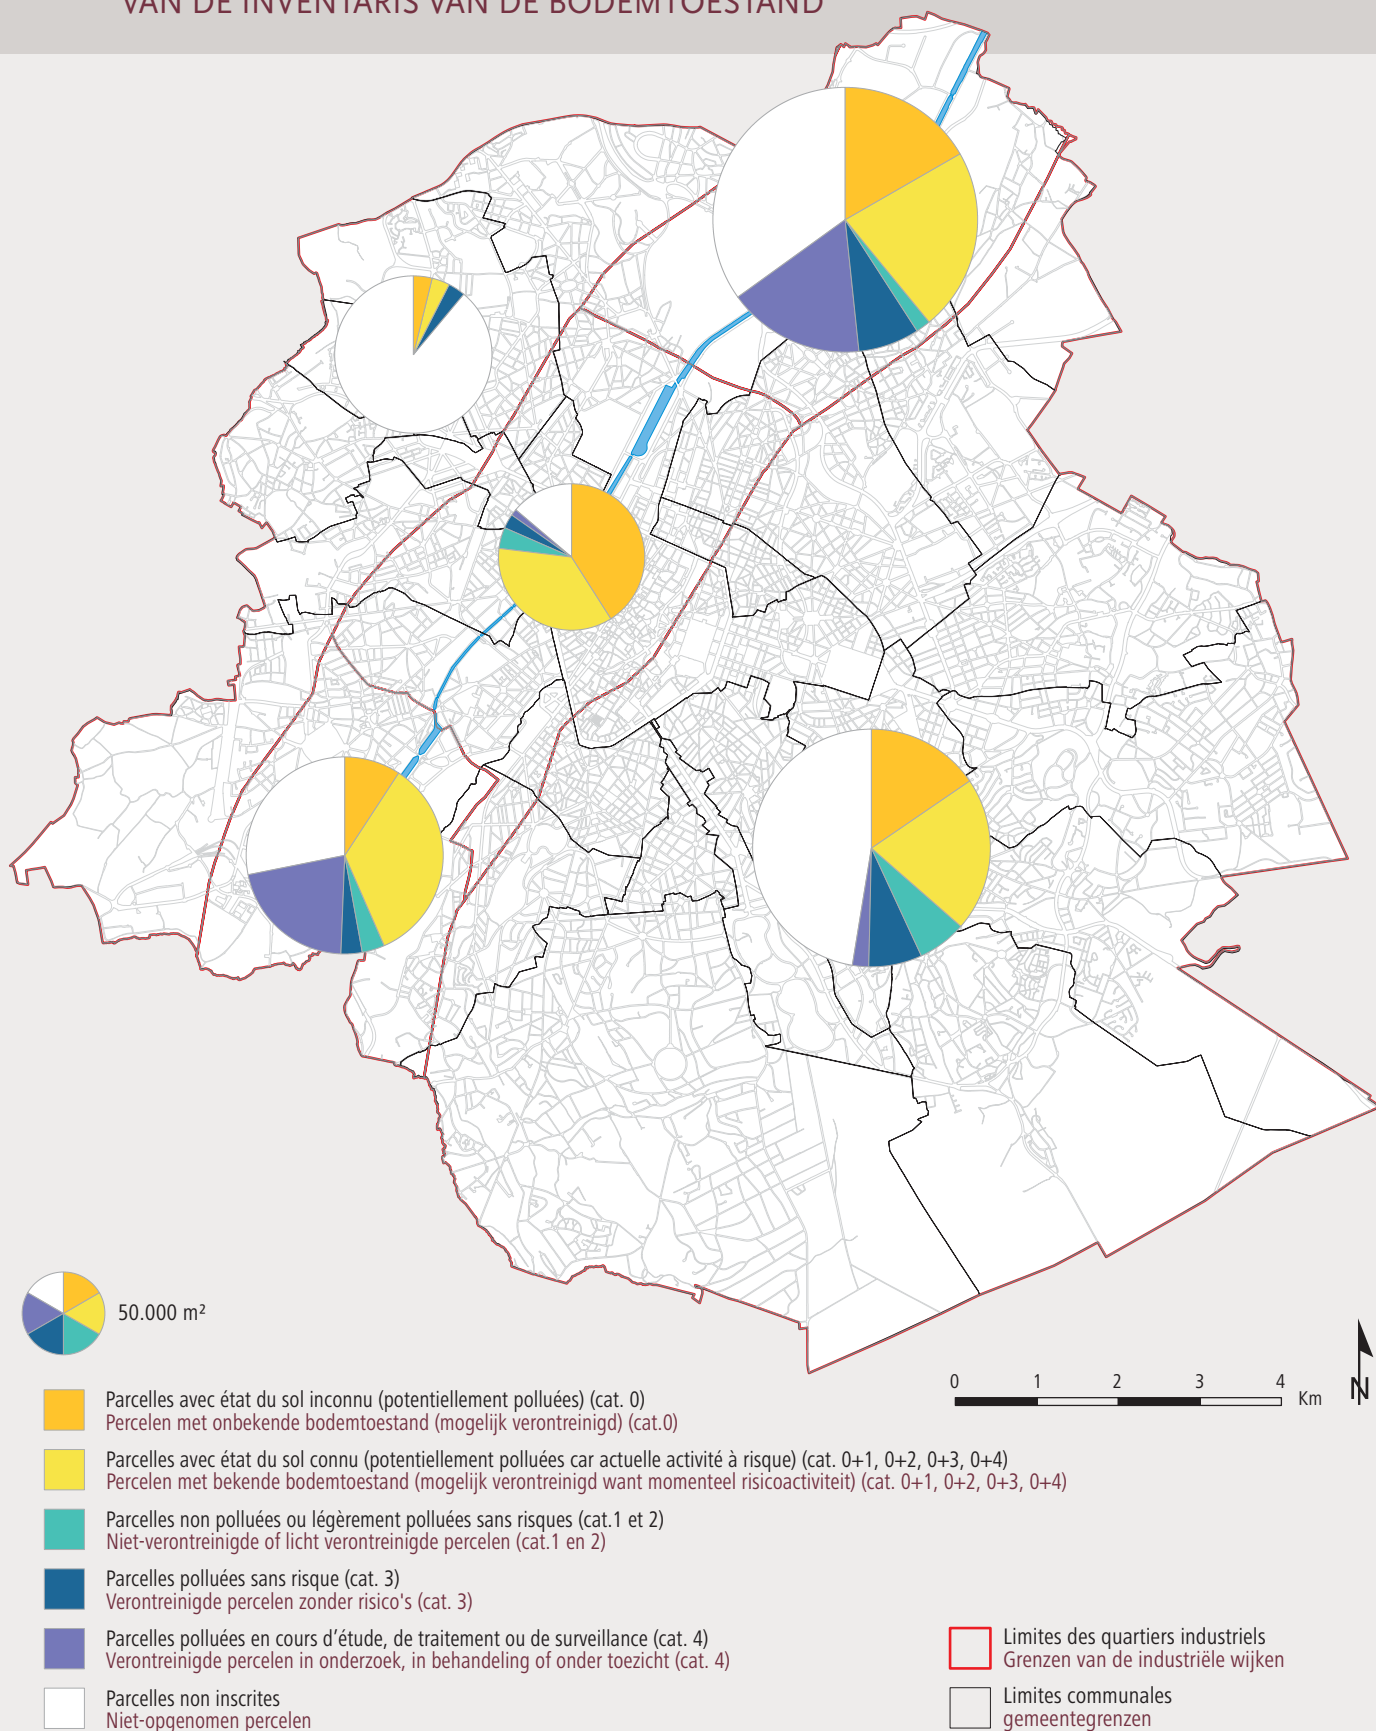 VAN DE INVENTARIS VAN DE BODEMTOESTAND
50.000 m²
0 1 2 3 4
Km
N
Parcelles avec état du sol inconnu (potentiellement polluées) (cat. 0)
Percelen met onbekende bodemtoestand (mogelijk verontreinigd) (cat.0)
Parcelles avec état du sol connu (potentiellement polluées car actuelle activité à risque) (cat. 0+1, 0+2, 0+3, 0+4)
Percelen met bekende bodemtoestand (mogelijk verontreinigd want momenteel risicoactiviteit) (cat. 0+1, 0+2, 0+3, 0+4)
Parcelles non polluées ou légèrement polluées sans risques (cat.1 et 2)
Niet-verontreinigde of licht verontreinigde percelen (cat.1 en 2)
Parcelles polluées sans risque (cat. 3)
Verontreinigde percelen zonder risico's (cat. 3)
Parcelles polluées en cours d’étude, de traitement ou de surveillance (cat. 4)
Verontreinigde percelen in onderzoek, in behandeling of onder toezicht (cat. 4)
Parcelles non inscrites
Niet-opgenomen percelen
Limites des quartiers industriels
Grenzen van de industriële wijken
Limites communales
gemeentegrenzen